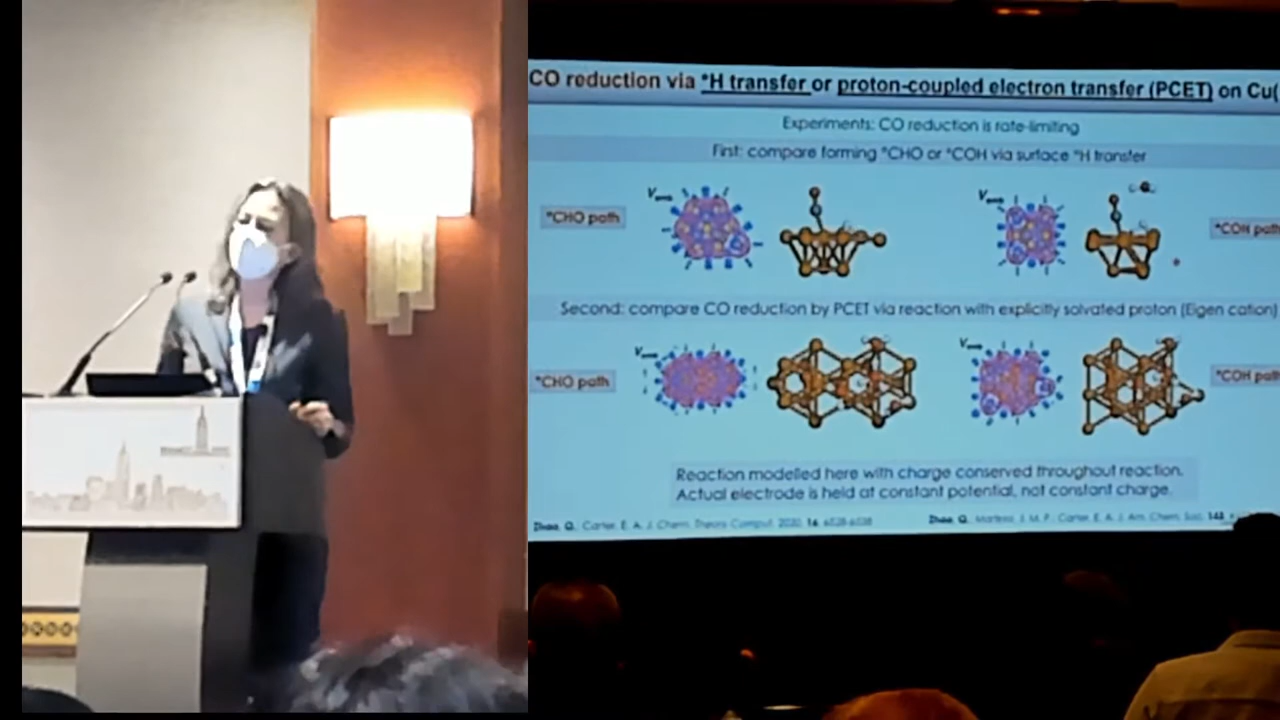 CO reduction via *H transfer or proton-coupled electron transfer (PCET) on Cu(
Experiments: CO reduction is rate-limiting
First: compare forming *CHO or *COH via surface *H transfer
*CHO path
*COH path
Second: compare CO reduction by PCET via reaction with explicitly solvated proton (Eigen cation)
*CHO path
*COH path
Reaction modelled here with charge conserved throughout reaction.
Actual electrode is held at constant potential, not constant charge.
Zhao, Q. Carter, E. A. J. Chem. Theory Comput. 2020, 16,
Zhao, Q. Martirez, J. M. P. Carter, E. A. J. Am. Chem. Soc. 143,